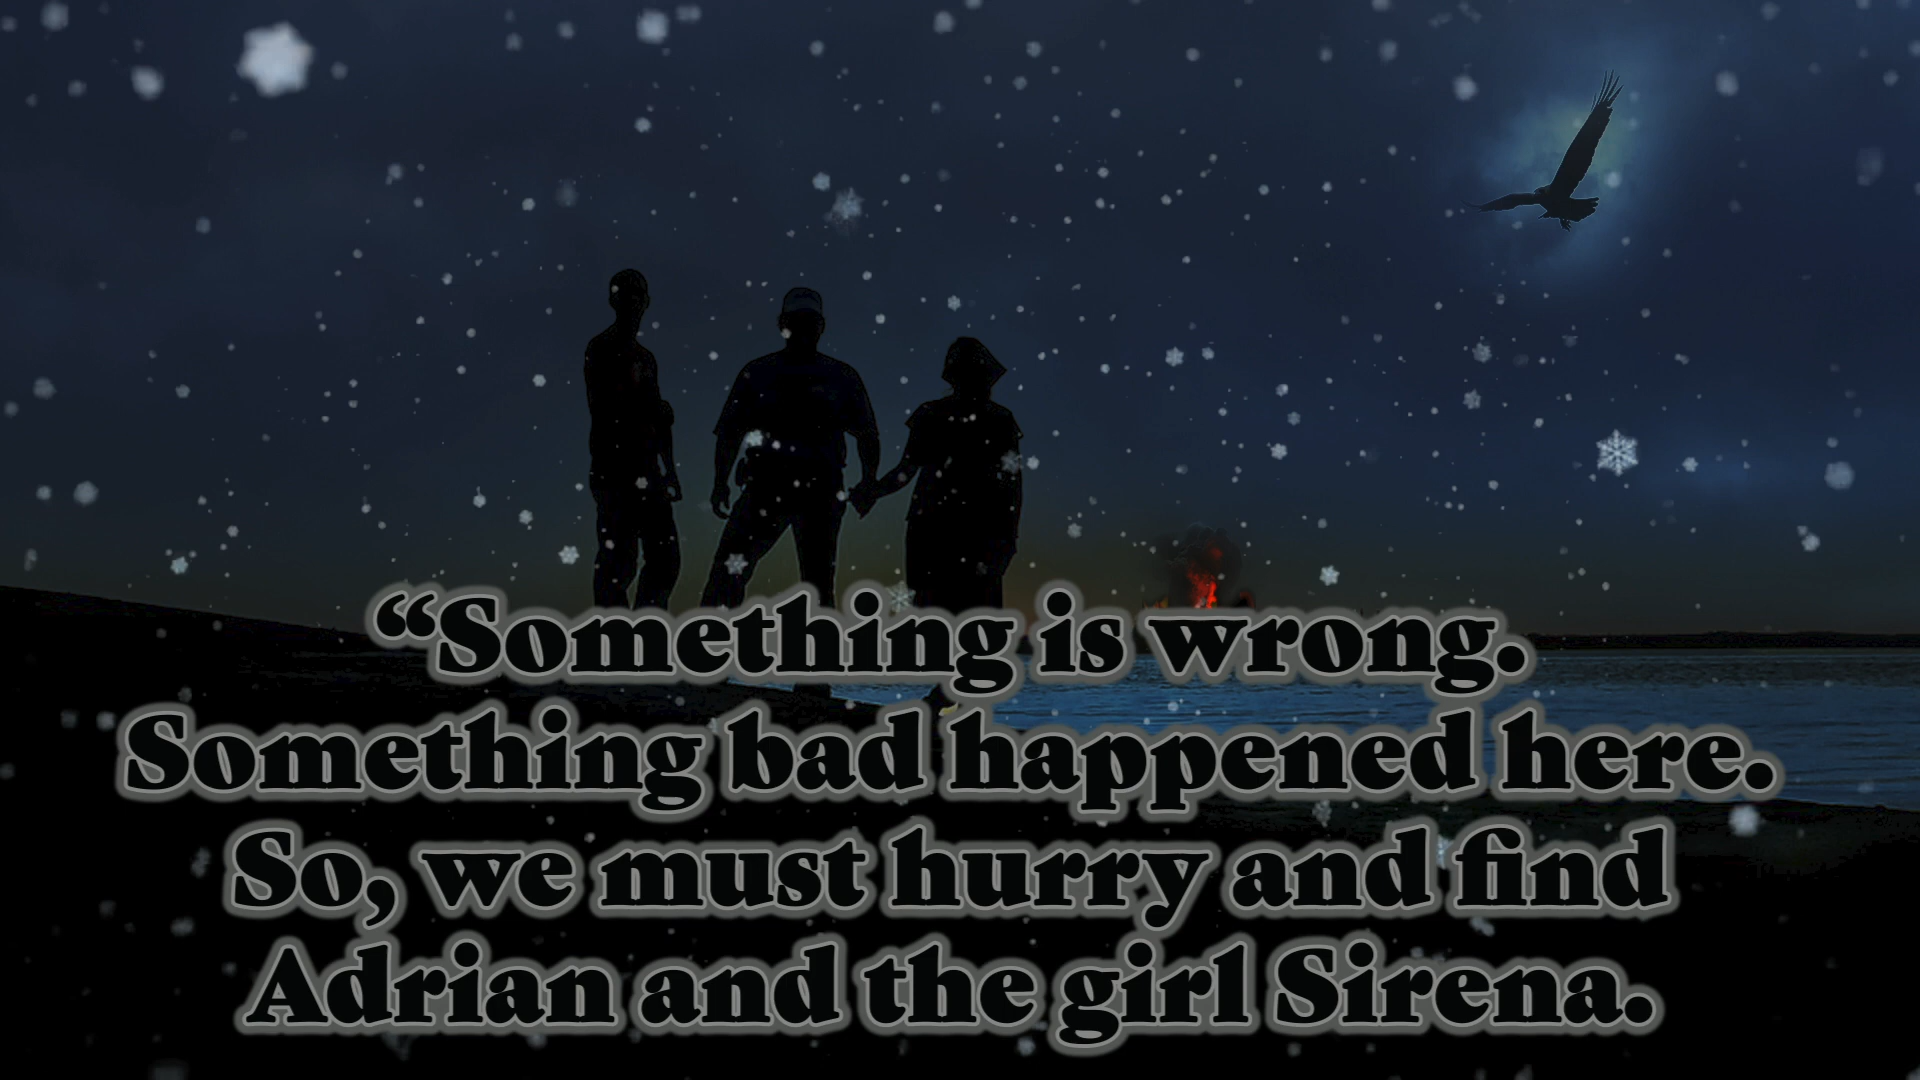 “Something is wrong.
Something bad happened here.
So, we must hurry and find
Adrian and the girl Sirena.